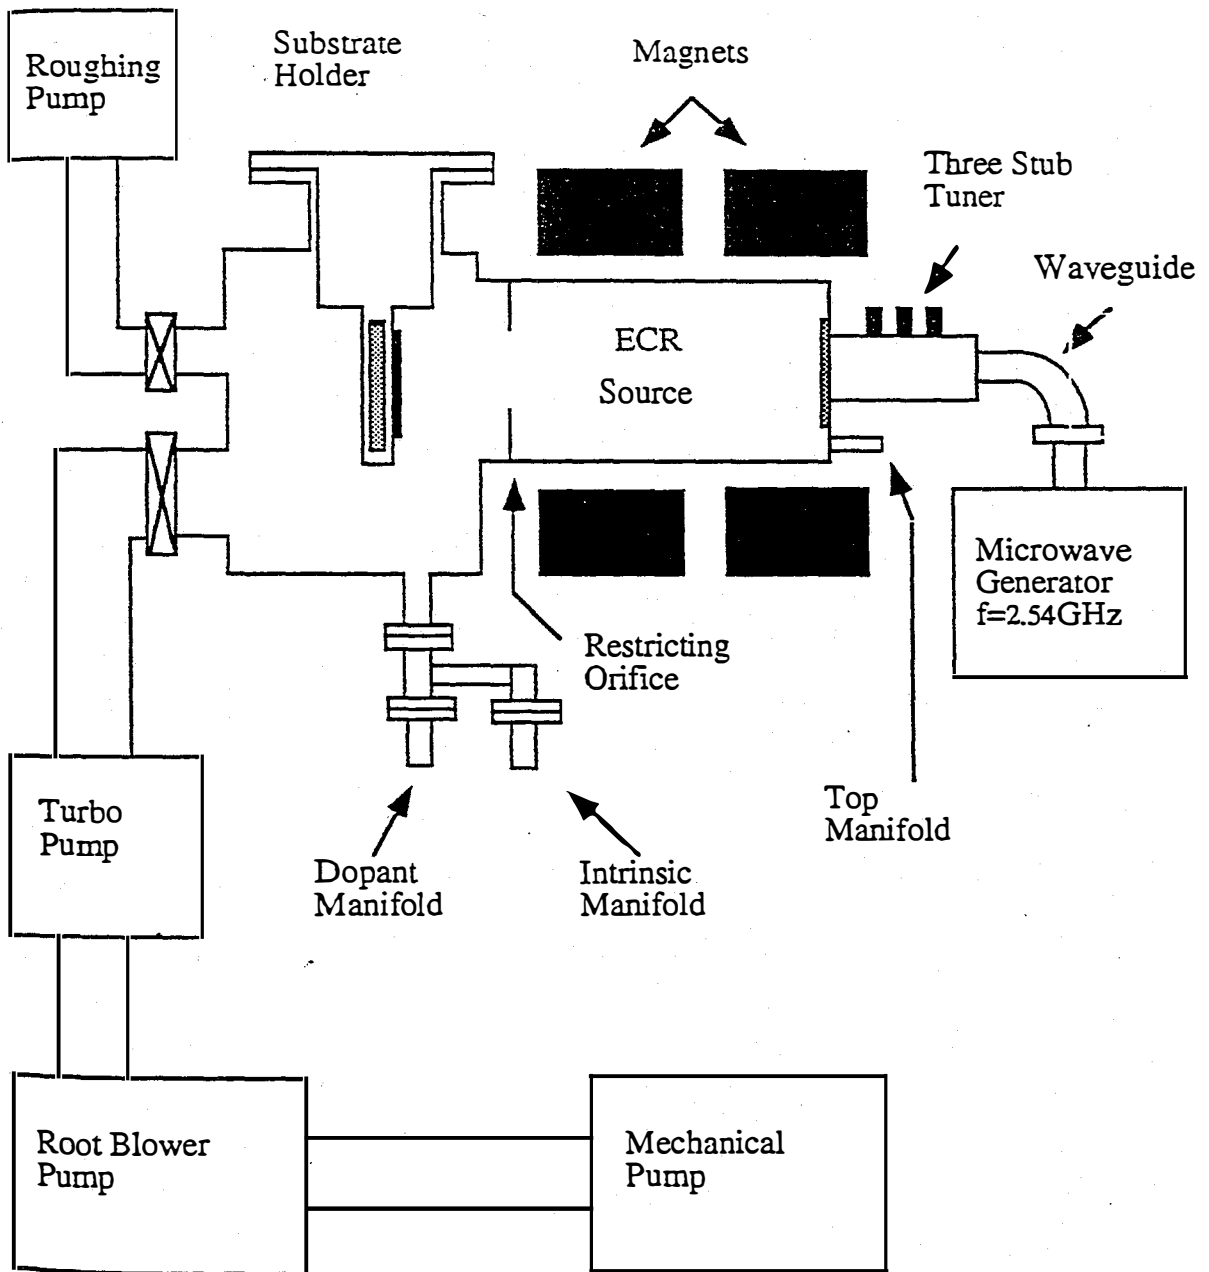 Roughing
Pump
Substrate
Holder
Magnets
Three Stub
Tuner
Waveguide
ECR
Source
Microwave
Generator
f=2.54GHz
Restricting
Orifice
Turbo
Pump
Top
Manifold
Dopant
Manifold
Intrinsic
Manifold
Root Blower
Pump
Mechanical
Pump